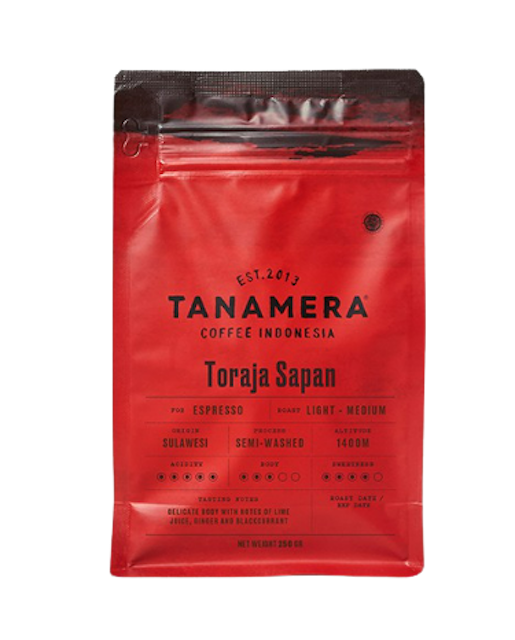 EST. 2013
TANAMERA®
COFFEE INDONESIA
Toraja Sapan
FOR ESPRESSO ROAST LIGHT - MEDIUM
ORIGIN PROCESS ALTITUDE
SULAWESI SEMI-WASHED 1400M
ACIDITY BODY SWEETNESS
TASTING NOTES
DELICATE BODY WITH NOTES OF LIME
JUICE, GINGER AND BLACKCURRANT
ROAST DATE /
EXP DATE
NET WEIGHT 250 GR